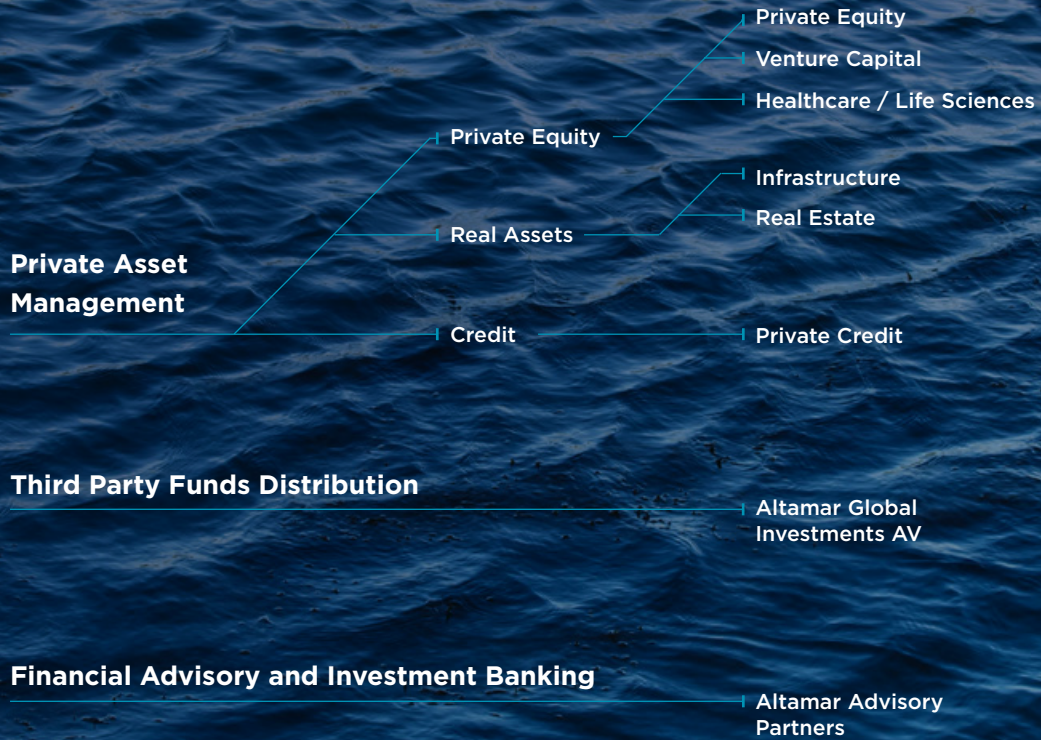 Private Equity
Venture Capital
Healthcare / Life Sciences
Private Equity
Infrastructure
Real Estate
Real Assets
Private Asset
Management
Credit
Private Credit
Third Party Funds Distribution
Altamar Global
Investments AV
Financial Advisory and Investment Banking
Altamar Advisory
Partners